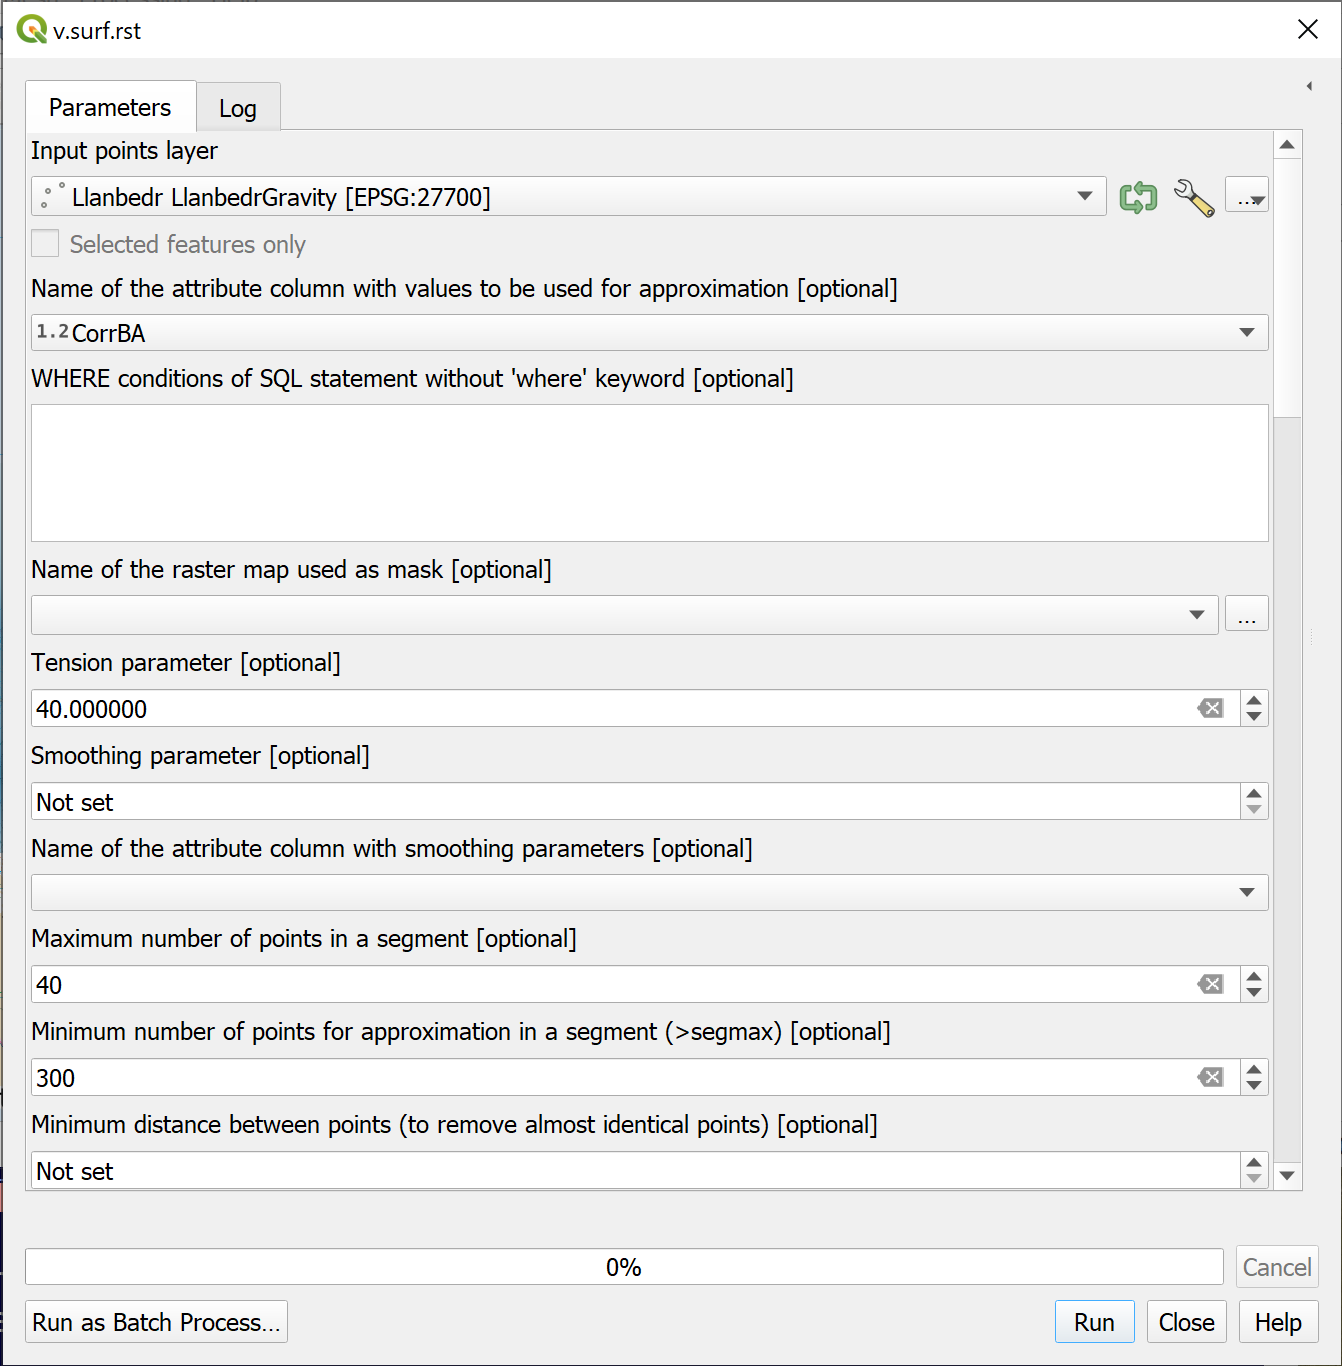 v.surf.rst
Parameters
Log
Input points layer
Llanbedr LlanbedrGravity [EPSG:27700]
...
Selected features only
Name of the attribute column with values to be used for approximation [optional]
1.2 CorrBA
WHERE conditions of SQL statement without 'where' keyword [optional]
Name of the raster map used as mask [optional]
...
Tension parameter [optional]
40.000000
Smoothing parameter [optional]
Not set
Name of the attribute column with smoothing parameters [optional]
Maximum number of points in a segment [optional]
40
Minimum number of points for approximation in a segment (>segmax) [optional]
300
Minimum distance between points (to remove almost identical points) [optional]
Not set
0%
Cancel
Run as Batch Process...
Run
Close
Help